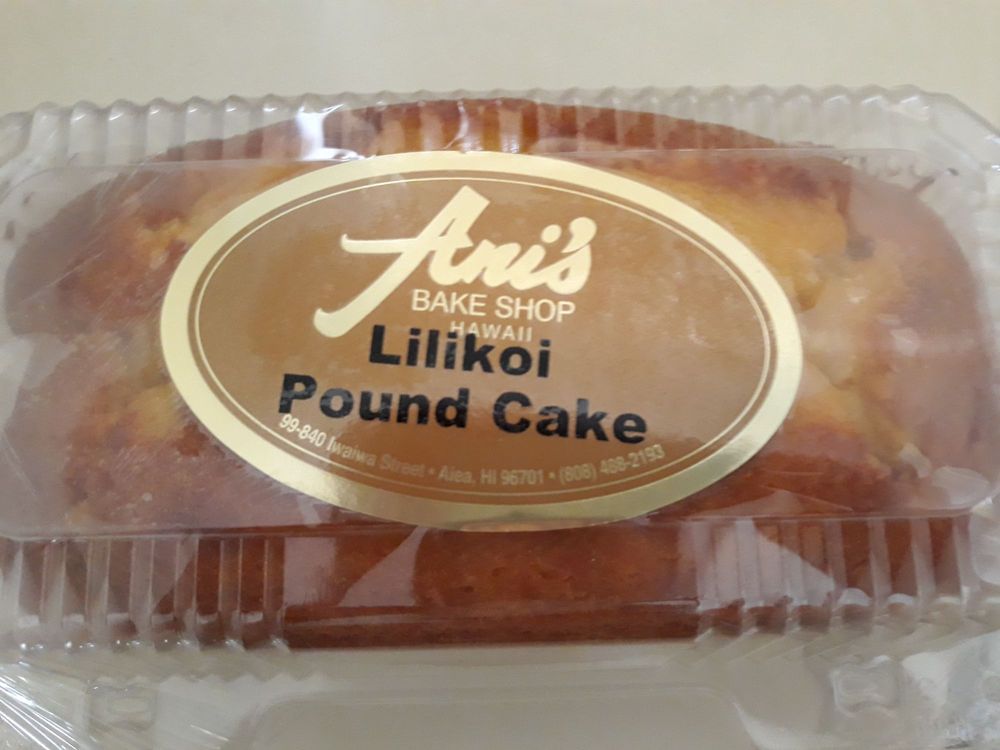 Ani's
BAKE SHOP
HAWAII
Lilikoi
Pound Cake
99-840 Iwaiwa Street • Aiea, HI 96701 • (808) 488-2193